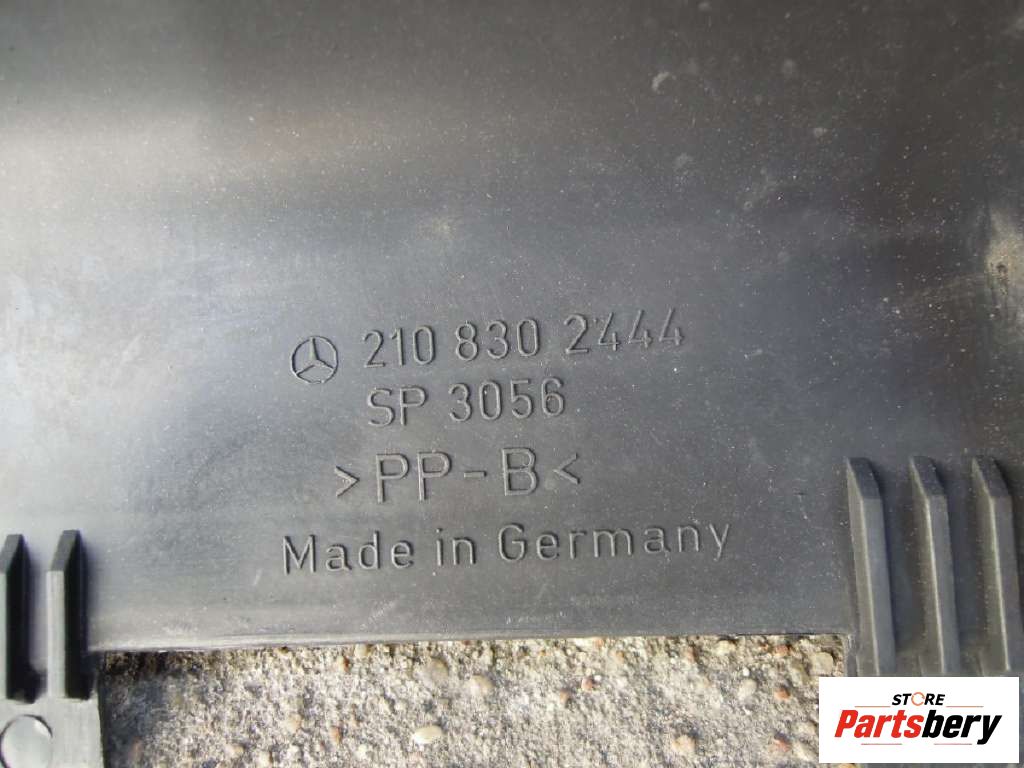 210 830 2444
SP 3056
>PP-B<
Made in Germany
STORE
Partsbery